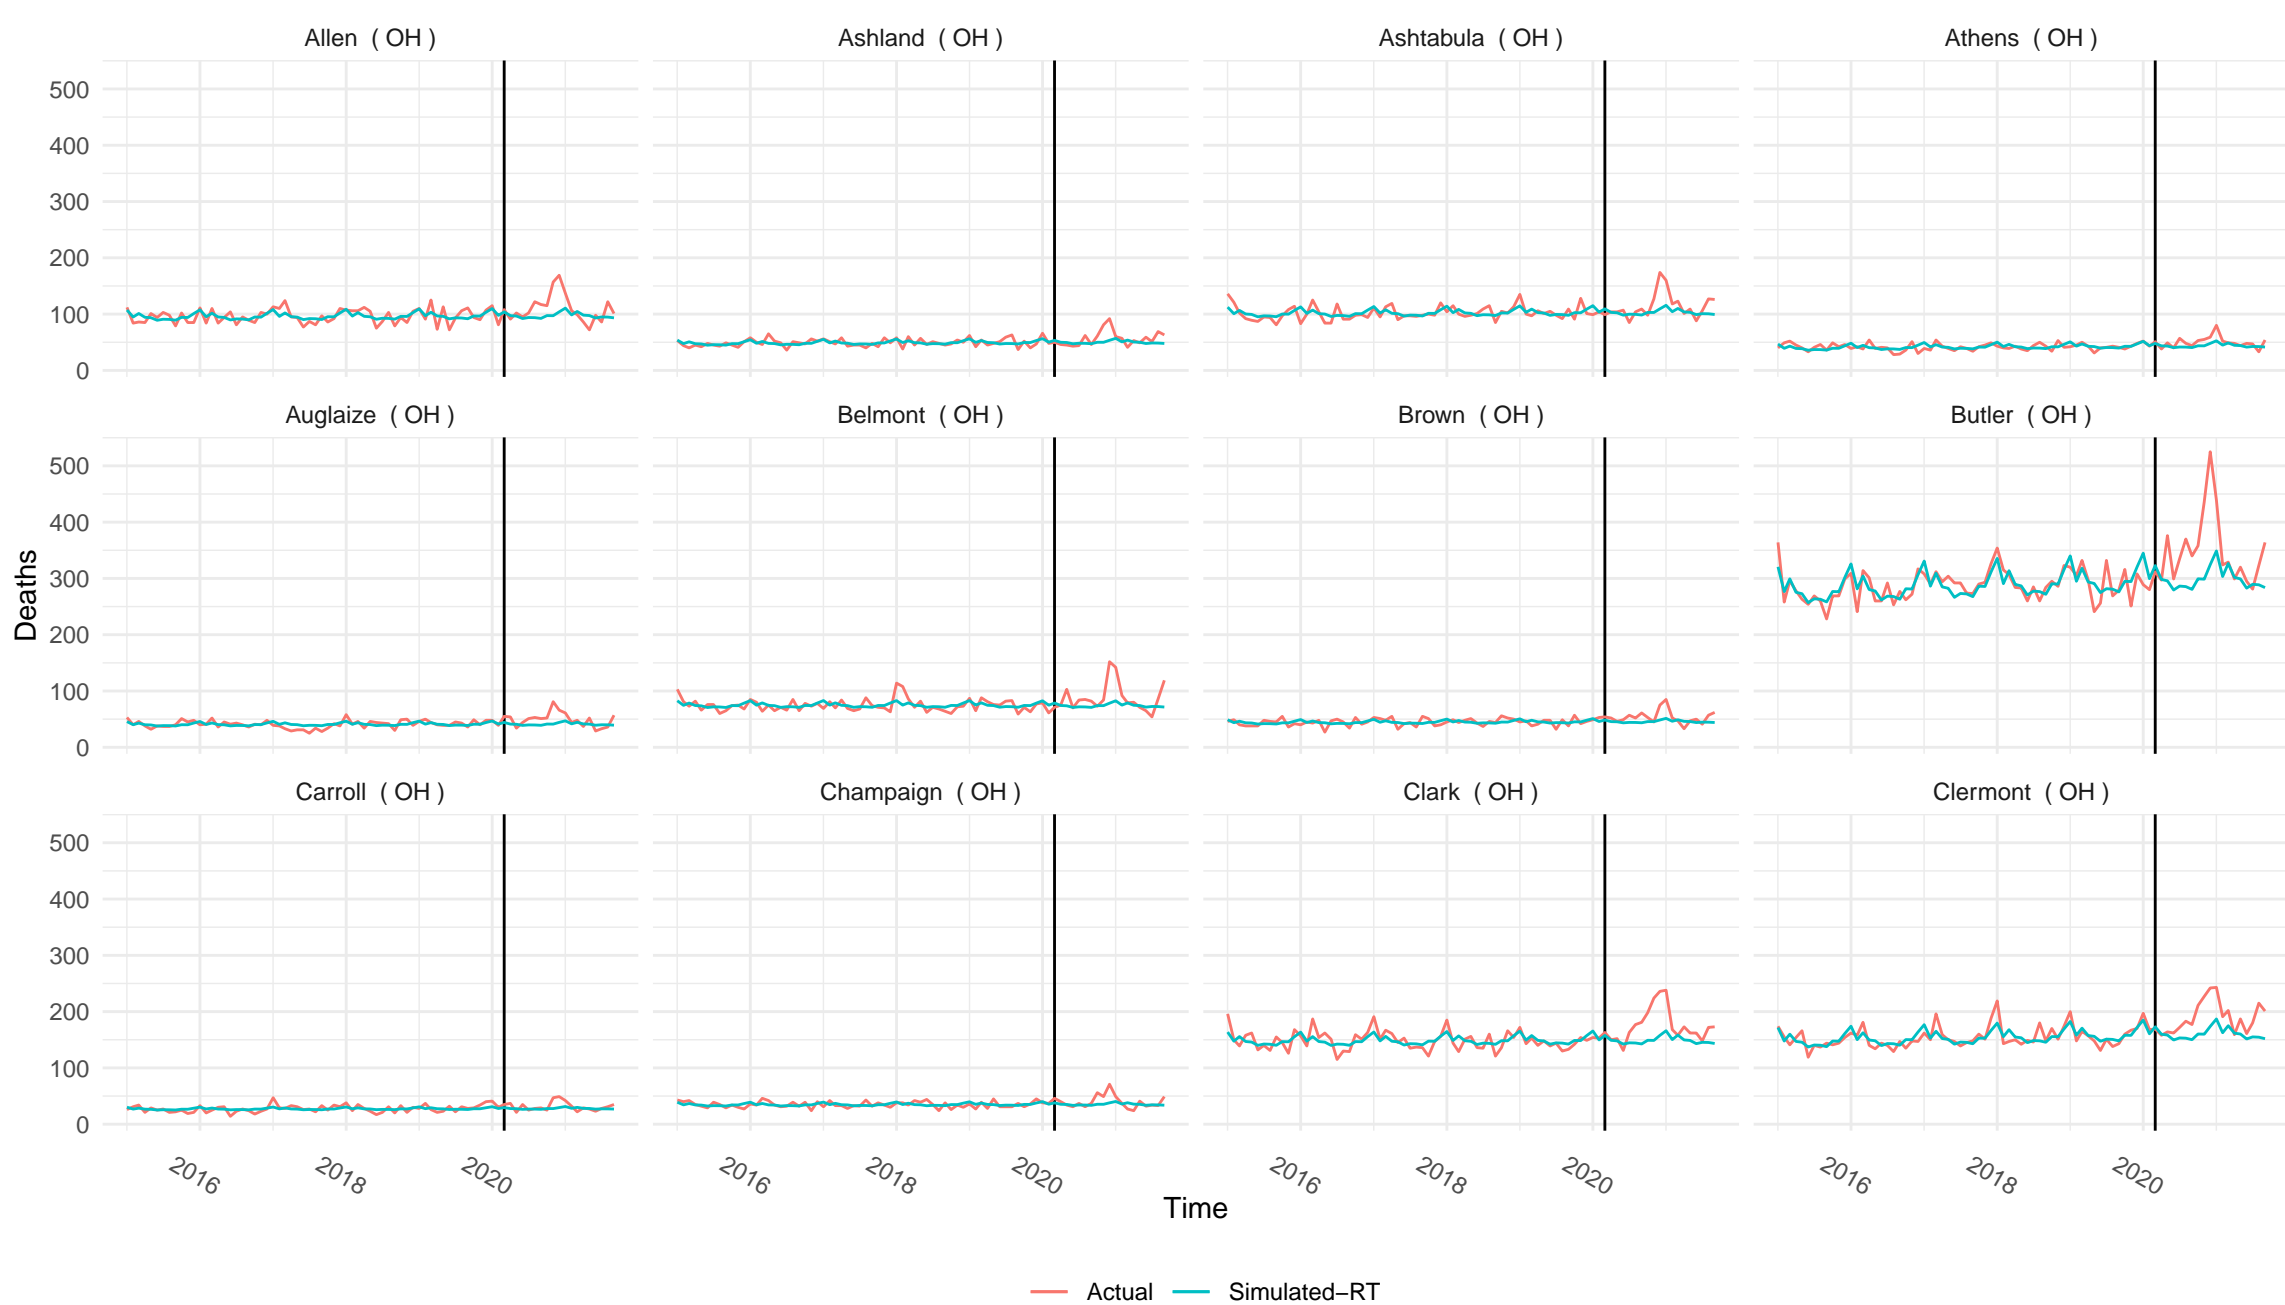 Allen ( OH )
Ashland ( OH )
Ashtabula ( OH )
Athens ( OH )
500
400
300
200
100
0
Auglaize ( OH )
Belmont ( OH )
Brown ( OH )
Butler ( OH )
500
400
300
200
100
0
Deaths
Carroll ( OH )
Champaign ( OH )
Clark ( OH )
Clermont ( OH )
500
400
300
200
100
0
2016 2018 2020
2016 2018 2020
2016 2018 2020
2016 2018 2020
Time
Actual
Simulated−RT